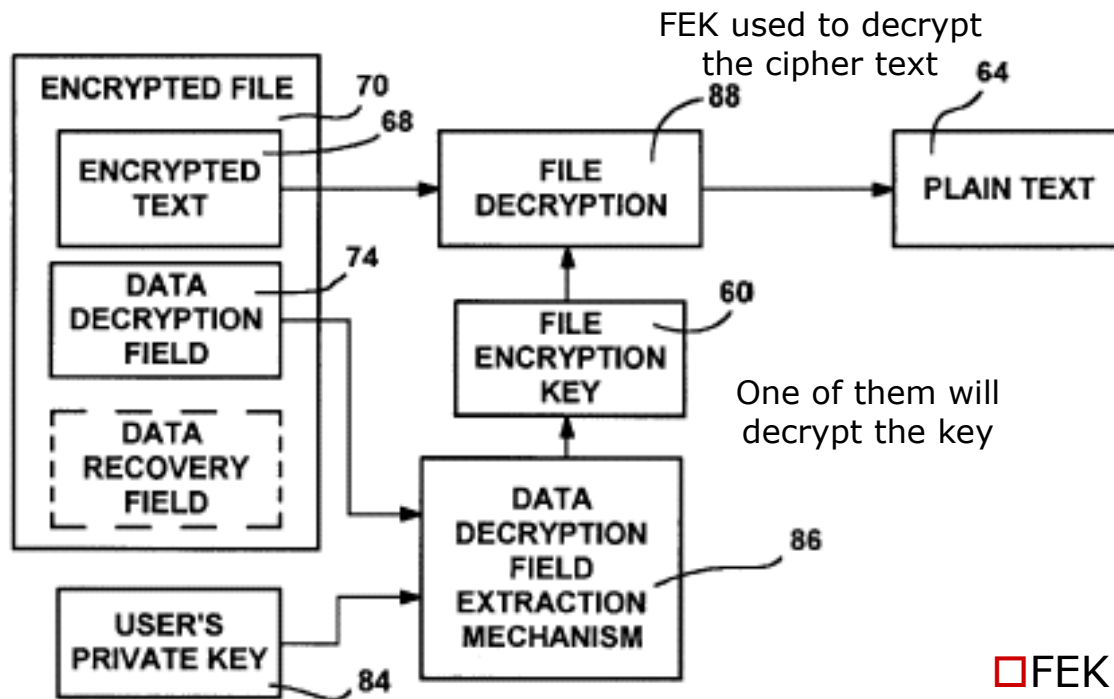 FEK used to decrypt
the cipher text
ENCRYPTED FILE
70
68
88
64
ENCRYPTED
TEXT
FILE
DECRYPTION
PLAIN TEXT
74
DATA
DECRYPTION
FIELD
60
FILE
ENCRYPTION
KEY
One of them will
decrypt the key
DATA
RECOVERY
FIELD
DATA
DECRYPTION
FIELD
EXTRACTION
MECHANISM
86
USER'S
PRIVATE KEY
84
FEK